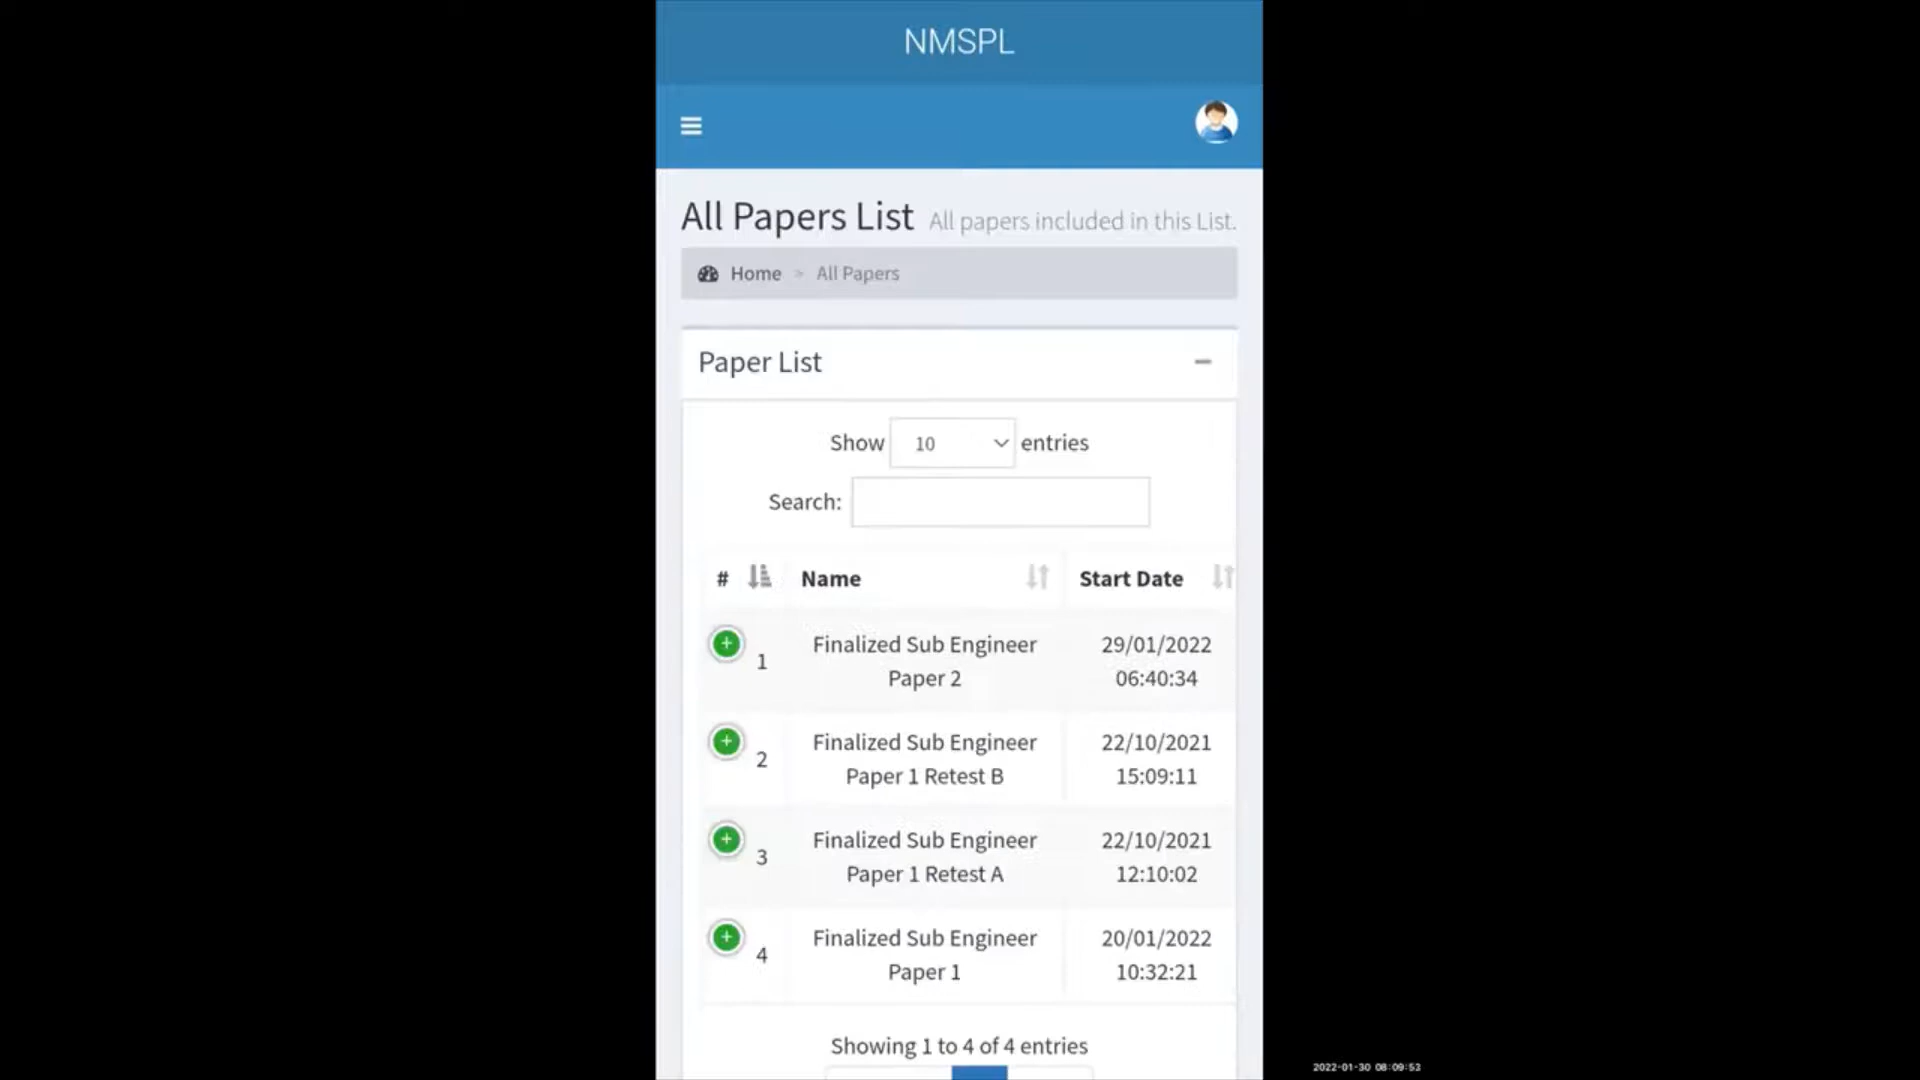 NMSPL
All Papers List All papers included in this List.
Home > All Papers
Paper List
Show 10 entries
Search:
# Name Start Date
1 Finalized Sub Engineer Paper 2 29/01/2022 06:40:34
2 Finalized Sub Engineer Paper 1 Retest B 22/10/2021 15:09:11
3 Finalized Sub Engineer Paper 1 Retest A 22/10/2021 12:10:02
4 Finalized Sub Engineer Paper 1 20/01/2022 10:32:21
Showing 1 to 4 of 4 entries
2022-01-30 08:09:53